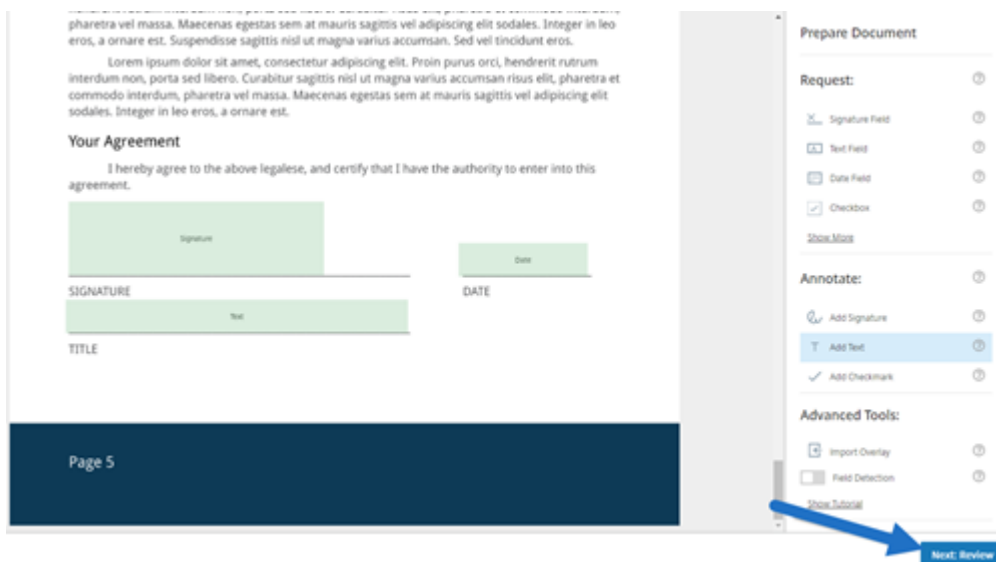 pharetra vel massa. Maecenas egestas sem at mauris sagittis vel adipiscing elit sodales. Integer in leo
eros, a ornare est. Suspendisse sagittis nisl ut magna varius accumsan. Sed vel tincidunt eros.
Lorem ipsum dolor sit amet, consectetur adipiscing elit. Proin purus orci, hendrerit rutrum
interdum non, porta sed libero. Curabitur sagittis nisl ut magna varius accumsan risus elit, pharetra et
commodo interdum, pharetra vel massa. Maecenas egestas sem at mauris sagittis vel adipiscing elit
sodales. Integer in leo eros, a ornare est.
Your Agreement
I hereby agree to the above legalese, and certify that I have the authority to enter into this
agreement.
Signature
Date
SIGNATURE
DATE
Text
TITLE
Page 5
Prepare Document
Request:
Signature Field
Text Field
Date Field
Checkbox
Show More
Annotate:
Add Signature
Add Text
Add Checkmark
Advanced Tools:
Import Overlay
Field Detection
Show Tutorial
Next: Review